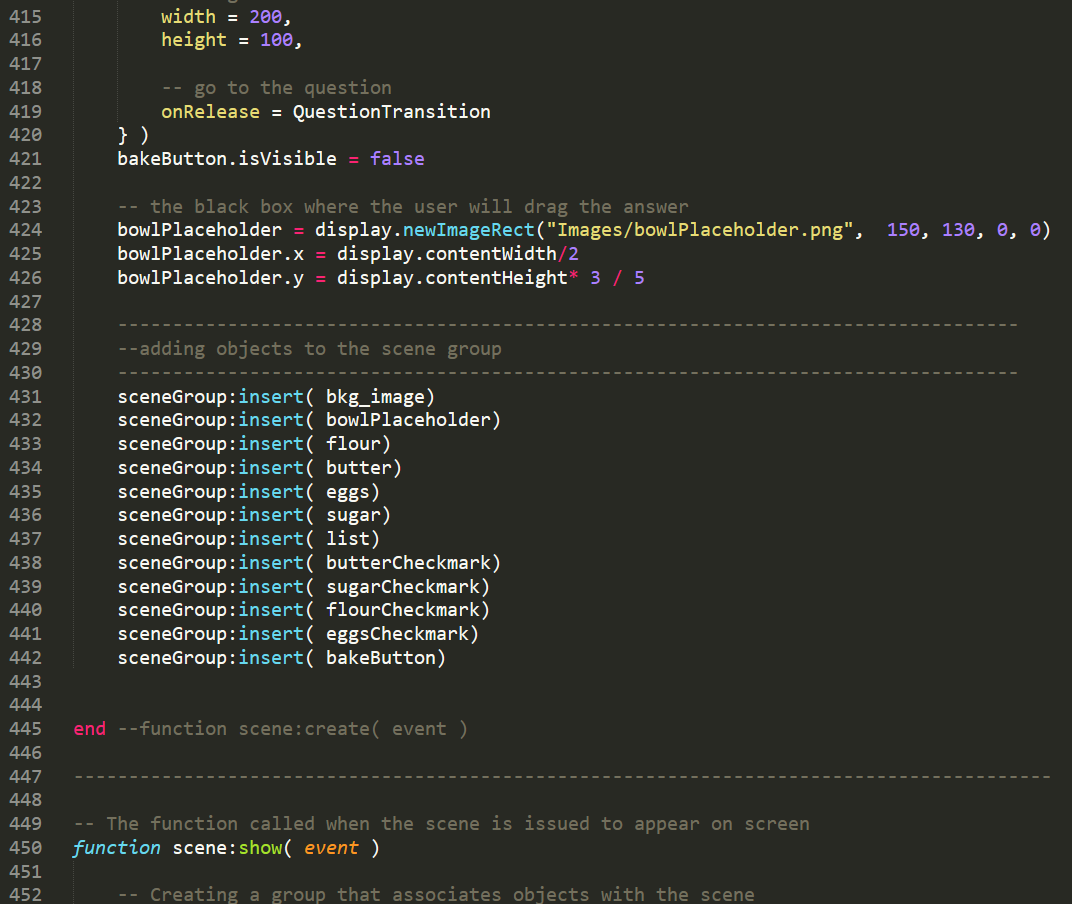 415 width = 200,
416 height = 100,
417
418 -- go to the question
419 onRelease = QuestionTransition
420 } )
421 bakeButton.isVisible = false
422
423 -- the black box where the user will drag the answer
424 bowlPlaceholder = display.newImageRect("Images/bowlPlaceholder.png",  150, 130, 0, 0)
425 bowlPlaceholder.x = display.contentWidth/2
426 bowlPlaceholder.y = display.contentHeight* 3 / 5
427
428 ----------------------------------------------------------------------------------
429 --adding objects to the scene group
430 ----------------------------------------------------------------------------------
431 sceneGroup:insert( bkg_image)
432 sceneGroup:insert( bowlPlaceholder)
433 sceneGroup:insert( flour)
434 sceneGroup:insert( butter)
435 sceneGroup:insert( eggs)
436 sceneGroup:insert( sugar)
437 sceneGroup:insert( list)
438 sceneGroup:insert( butterCheckmark)
439 sceneGroup:insert( sugarCheckmark)
440 sceneGroup:insert( flourCheckmark)
441 sceneGroup:insert( eggsCheckmark)
442 sceneGroup:insert( bakeButton)
443
444
445 end --function scene:create( event )
446
447 -----------------------------------------------------------------------------------------
448
449 -- The function called when the scene is issued to appear on screen
450 function scene:show( event )
451
452 -- Creating a group that associates objects with the scene